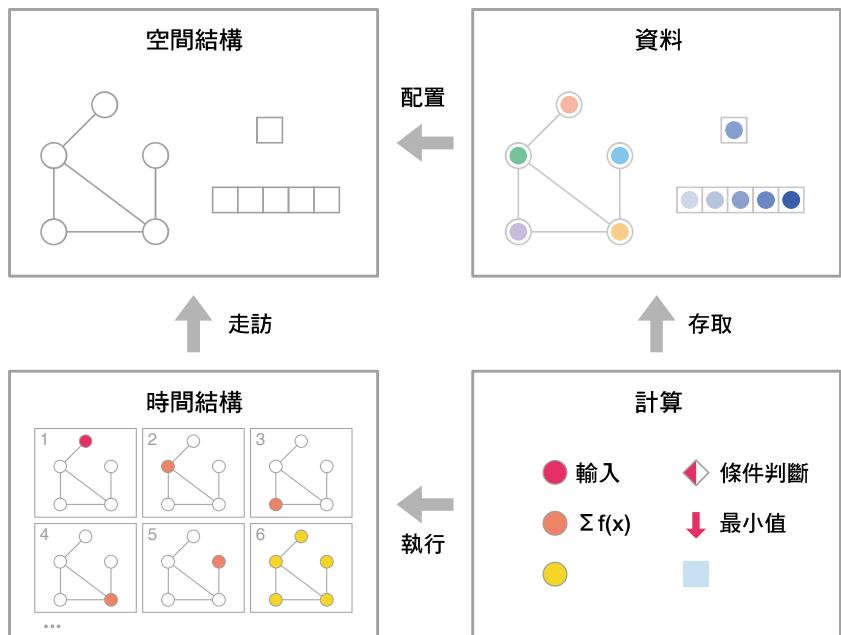 空間結構
資料
配置
走訪
存取
時間結構
計算
1
2
3
4
5
6
...
執行
輸入
條件判斷
Σ f(x)
最小值